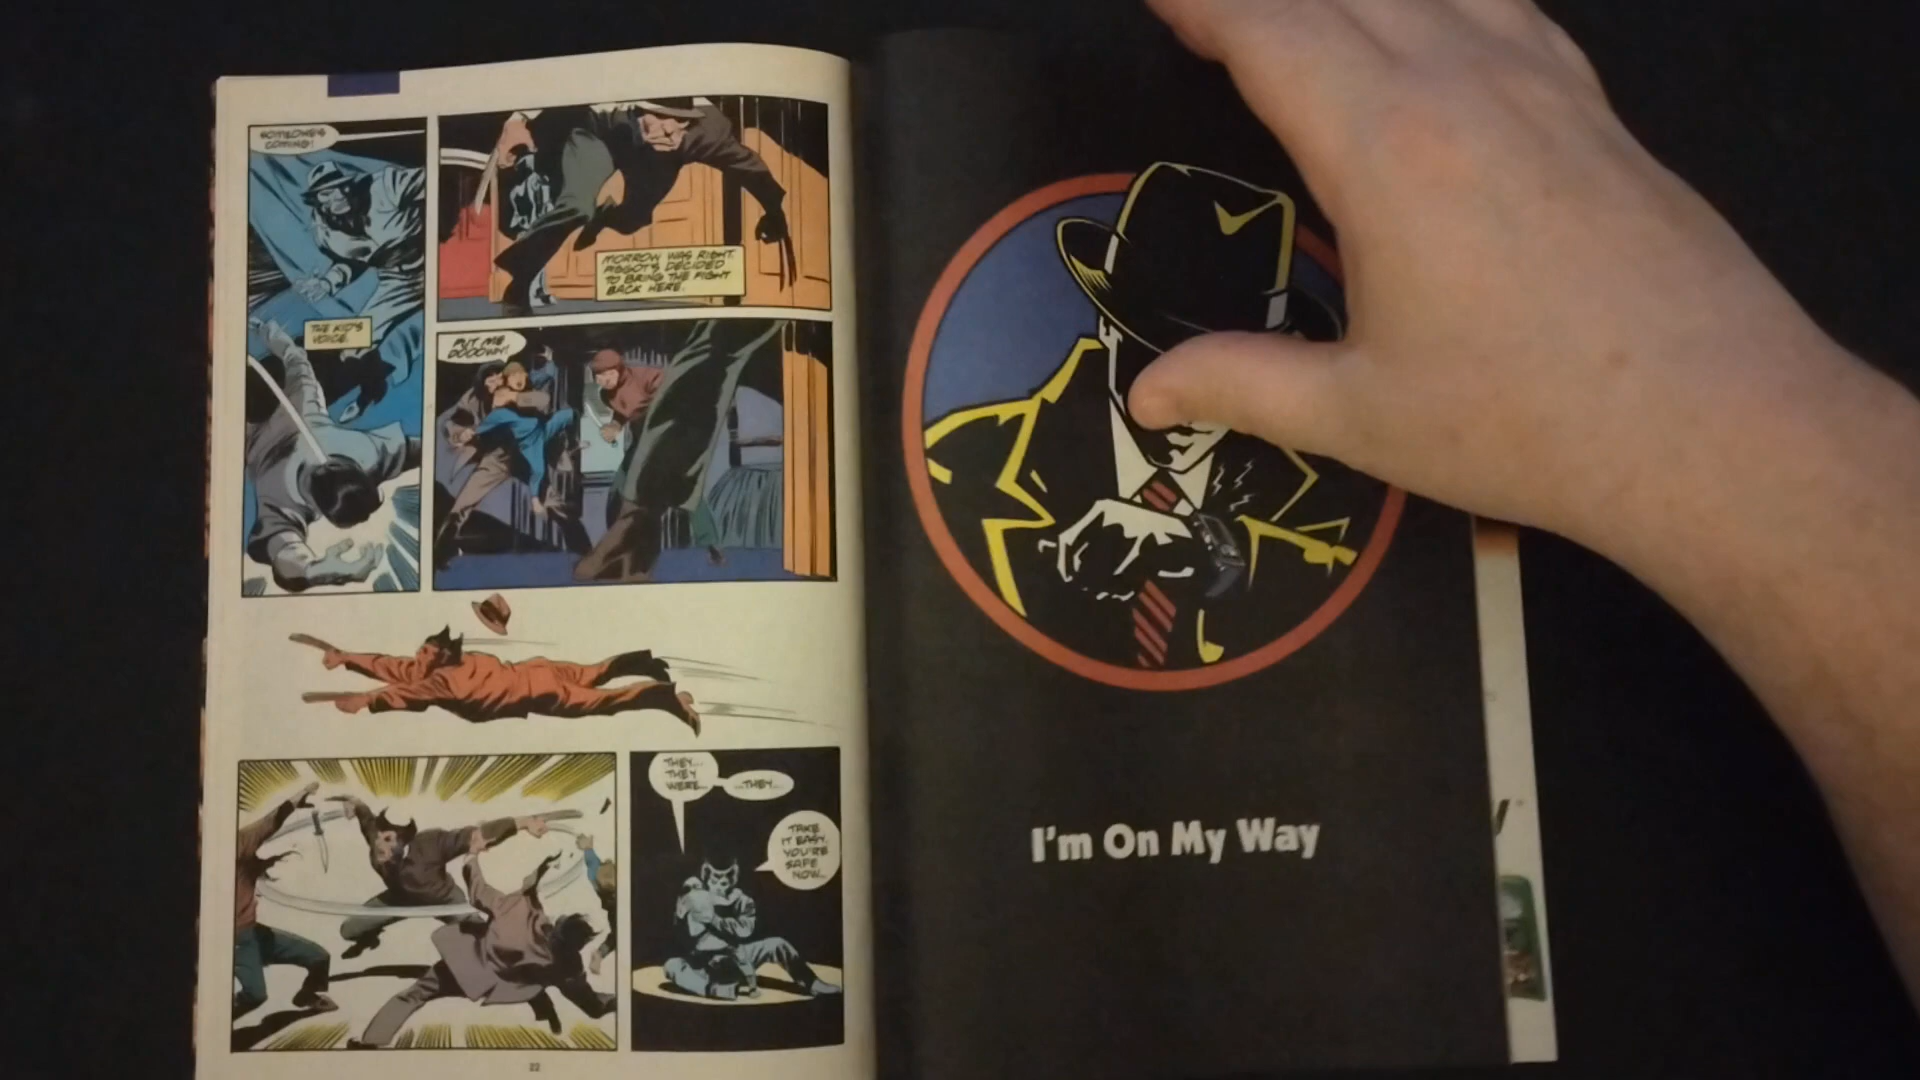 SOMEONE'S
COMING!
THE KID'S
VOICE.
MORROW WAS RIGHT.
DECIDED
TO BRING THE FIGHT
BACK HERE.
PUT ME
DOOOWN!
THEY...
THEY
WERE...
...THEY...
TAKE
IT EASY.
YOU'RE
SAFE
NOW...
22
I'm On My Way